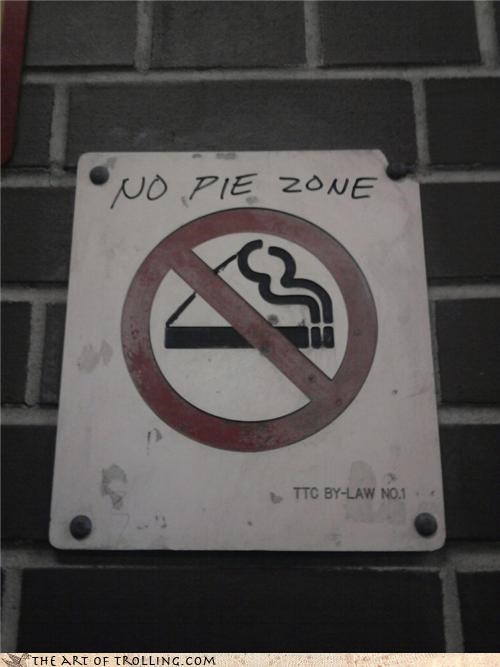 NO PIE ZONE
TTC BY-LAW NO.1
THE ART OF TROLLING.COM